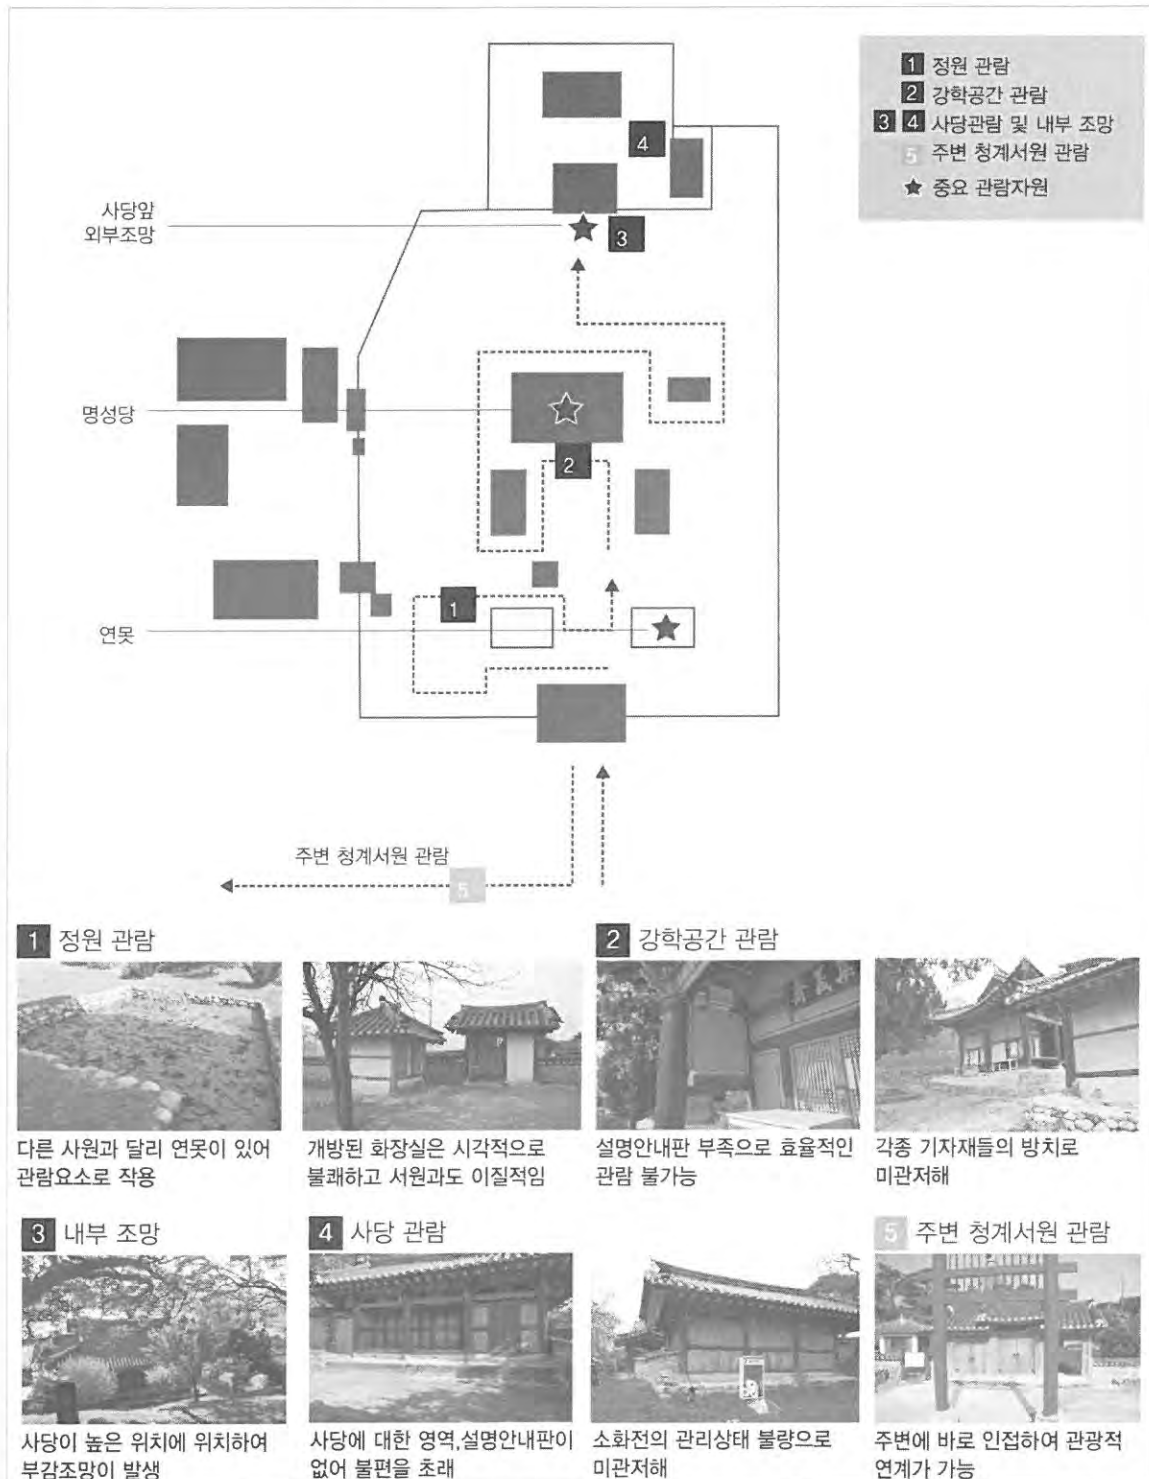 1 정원 관람
2 강학공간 관람
3 4 사당관람 및 내부 조망
5 주변 청계서원 관람
★ 중요 관람자원
4
사당앞
외부조망
3
명성당
2
1
연못
주변 청계서원 관람
5
1 정원 관람
다른 사원과 달리 연못이 있어
관람요소로 작용
개방된 화장실은 시각적으로
불쾌하고 서원과도 이질적임
2 강학공간 관람
설명안내판 부족으로 효율적인
관람 불가능
각종 기자재들의 방치로
미관저해
3 내부 조망
사당이 높은 위치에 위치하여
부감조망이 발생
4 사당 관람
사당에 대한 영역,설명안내판이
없어 불편을 초래
소화전의 관리상태 불량으로
미관저해
5 주변 청계서원 관람
주변에 바로 인접하여 관광적
연계가 가능